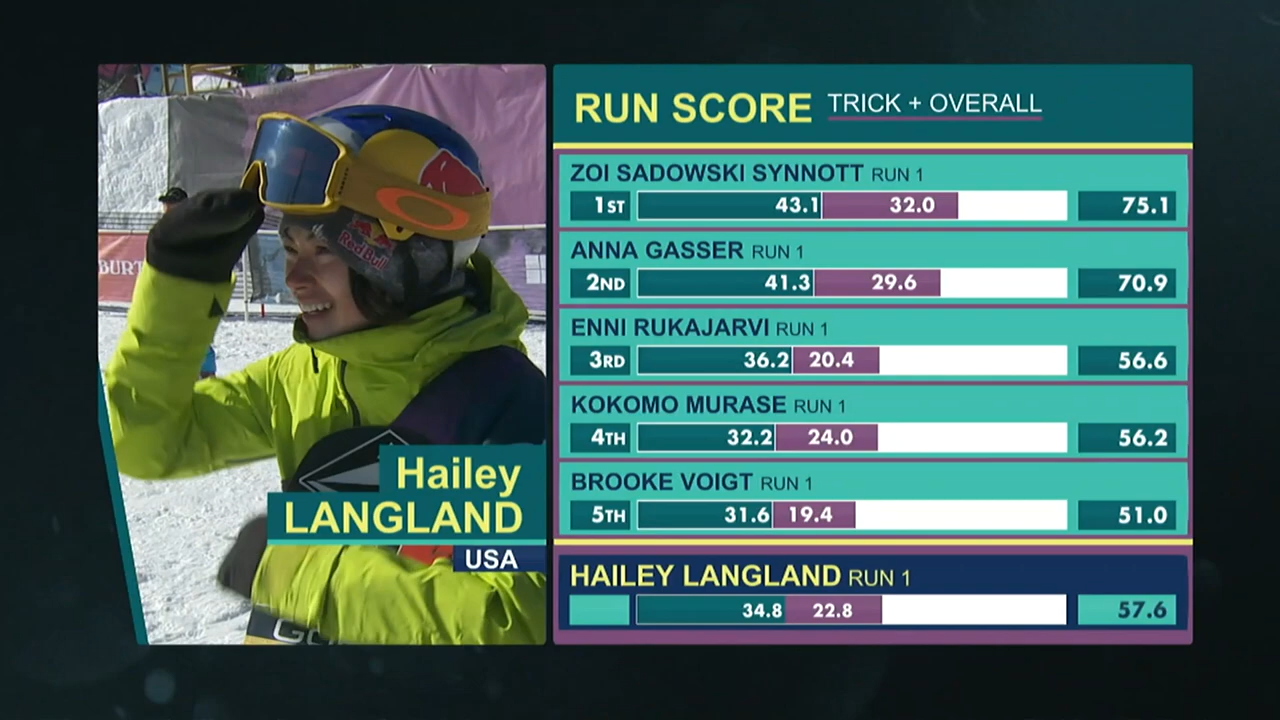 Red Bull
BURT
Hailey
LANGLAND
USA
RUN SCORE TRICK + OVERALL
ZOI SADOWSKI SYNNOTT RUN 1
1ST 43.1 32.0 75.1
ANNA GASSER RUN 1
2ND 41.3 29.6 70.9
ENNI RUKAJARVI RUN 1
3RD 36.2 20.4 56.6
KOKOMO MURASE RUN 1
4TH 32.2 24.0 56.2
BROOKE VOIGT RUN 1
5TH 31.6 19.4 51.0
HAILEY LANGLAND RUN 1
34.8 22.8 57.6